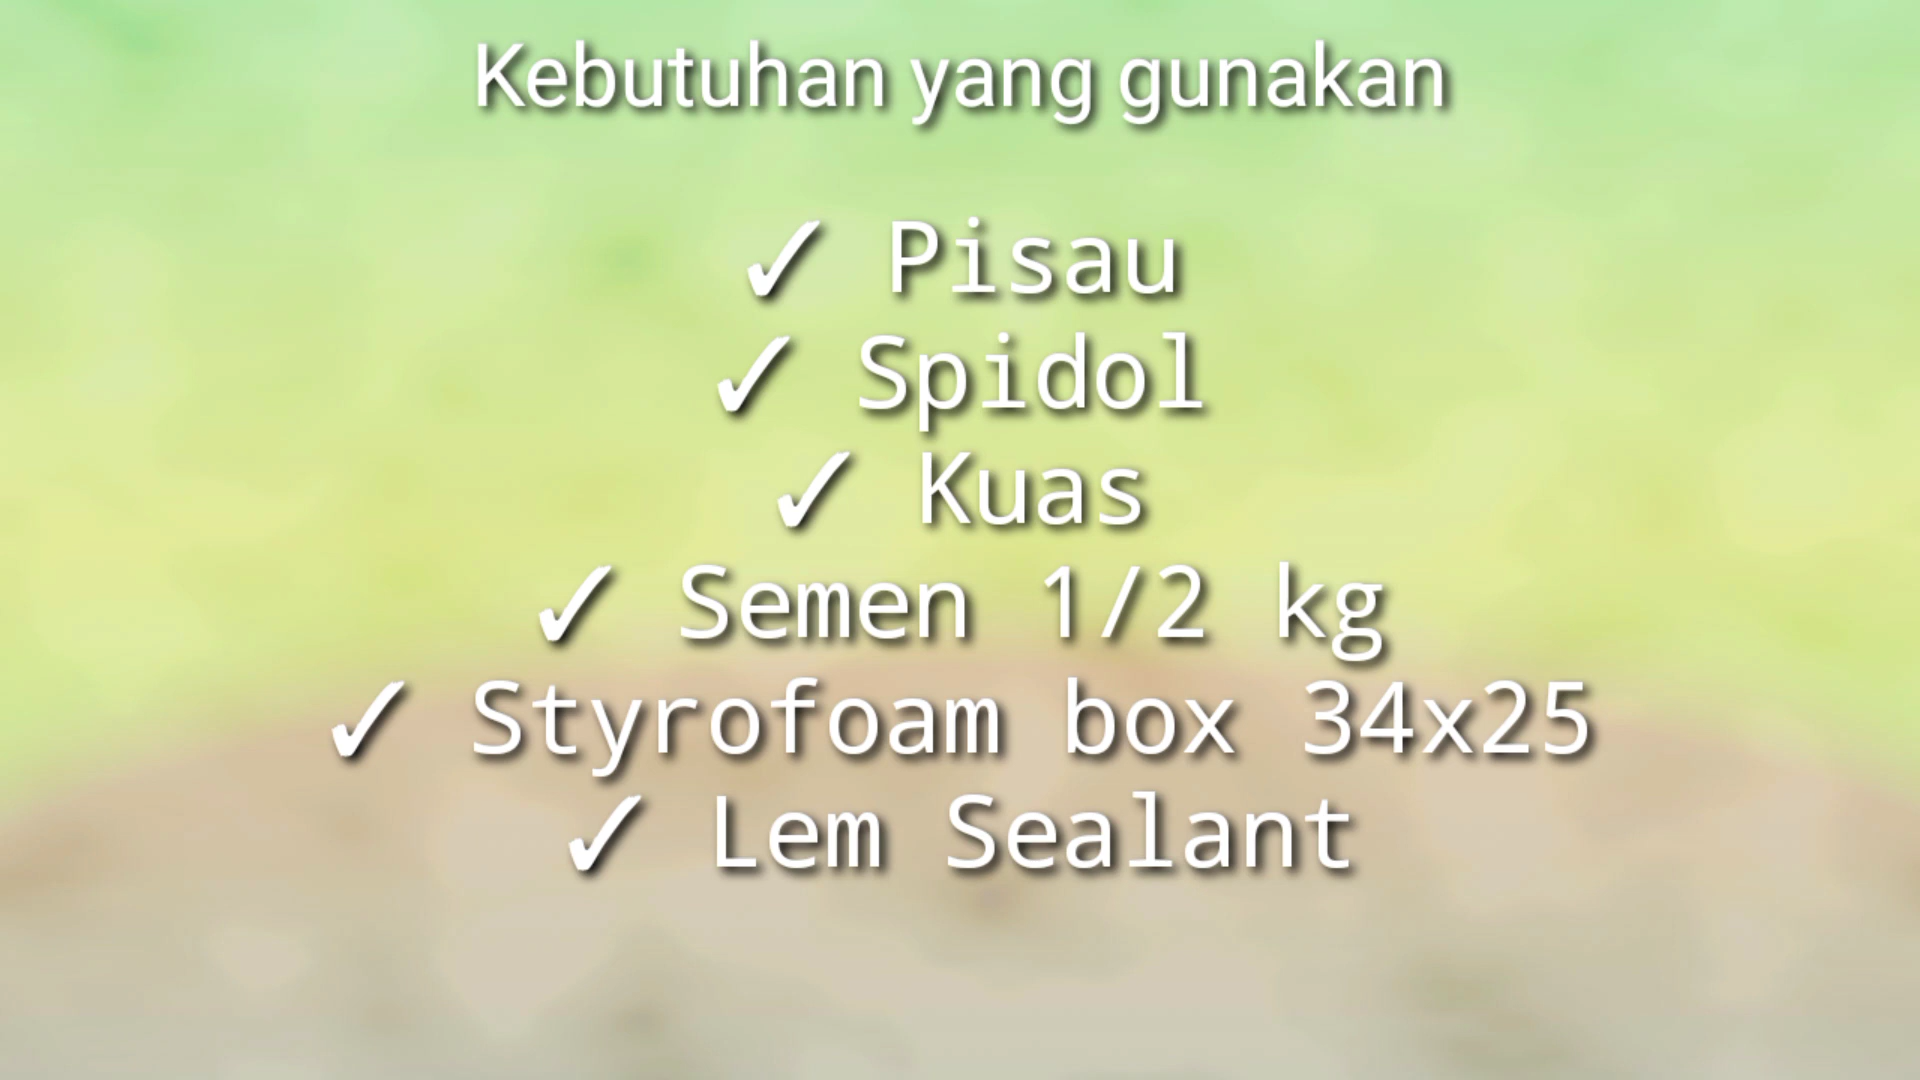 Kebutuhan yang gunakan
✓ Pisau
✓ Spidol
✓ Kuas
✓ Semen 1/2 kg
✓ Styrofoam box 34x25
✓ Lem Sealant